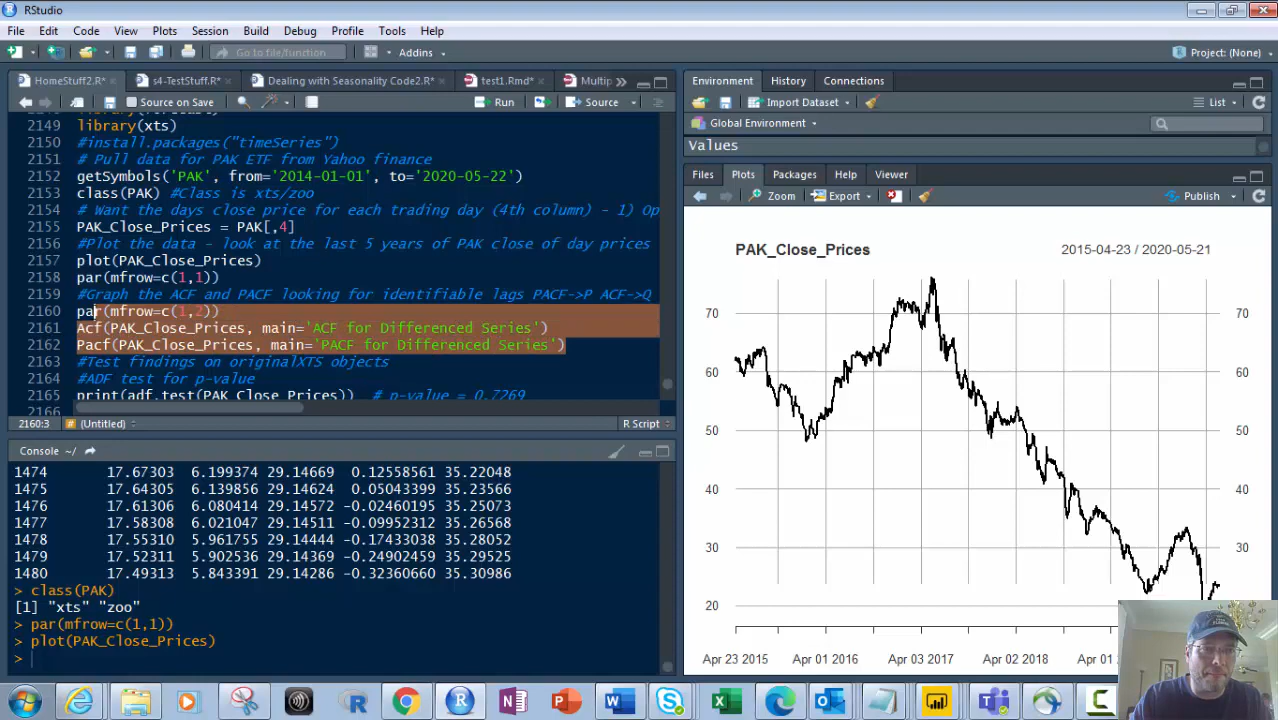 RStudio
File Edit Code View Plots Session Build Debug Profile Tools Help
Go to file/function Addins Project: (None)
HomeStuff2.R* s4-TestStuff.R* Dealing with Seasonality Code2.R* test1.Rmd* Multip
Source on Save Run Source
2149 library(xts)
2150 #install.packages("timeSeries")
2151 # Pull data for PAK ETF from Yahoo finance
2152 getSymbols('PAK', from='2014-01-01', to='2020-05-22')
2153 class(PAK) #Class is xts/zoo
2154 # Want the days close price for each trading day (4th column) - 1) Op
2155 PAK_Close_Prices = PAK[,4]
2156 #Plot the data - look at the last 5 years of PAK close of day prices
2157 plot(PAK_Close_Prices)
2158 par(mfrow=c(1,1))
2159 #Graph the ACF and PACF looking for identifiable lags PACF->P ACF->Q
2160 par(mfrow=c(1,2))
2161 Acf(PAK_Close_Prices, main='ACF for Differenced Series')
2162 Pacf(PAK_Close_Prices, main='PACF for Differenced Series')
2163 #Test findings on originalXTS objects
2164 #ADF test for p-value
2165 print(adf.test(PAK_Close_Prices)) # p-value = 0.7269
2166
2160:3 (Untitled) R Script
Console ~/
1474 17.67303 6.199374 29.14669 0.12558561 35.22048
1475 17.64305 6.139856 29.14624 0.05043399 35.23566
1476 17.61306 6.080414 29.14572 -0.02460195 35.25073
1477 17.58308 6.021047 29.14511 -0.09952312 35.26568
1478 17.55310 5.961755 29.14444 -0.17433038 35.28052
1479 17.52311 5.902536 29.14369 -0.24902459 35.29525
1480 17.49313 5.843391 29.14286 -0.32360660 35.30986
> class(PAK)
[1] "xts" "zoo"
> par(mfrow=c(1,1))
> plot(PAK_Close_Prices)
>
Environment History Connections
Import Dataset List
Global Environment
Values
Files Plots Packages Help Viewer
Zoom Export Publish
PAK_Close_Prices 2015-04-23 / 2020-05-21
70 70
60 60
50 50
40 40
30 30
20
Apr 23 2015 Apr 01 2016 Apr 03 2017 Apr 02 2018 Apr 01